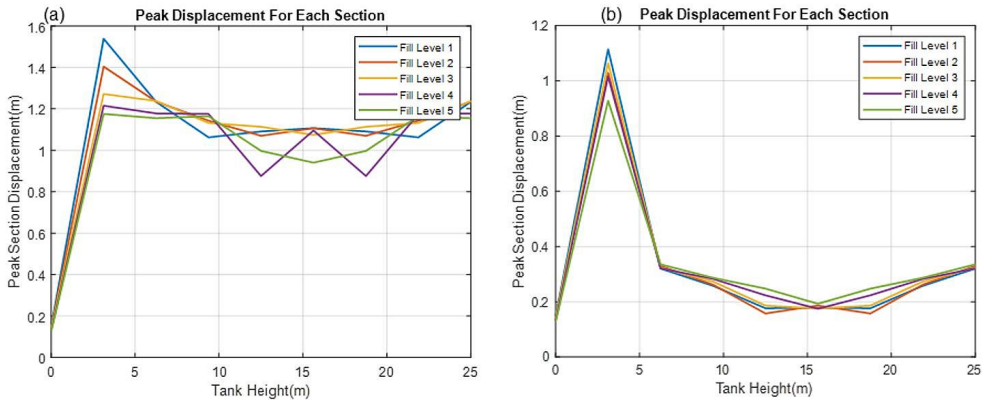 (a)
Peak Displacement For Each Section
1.6
1.4
1.2
1
0.8
0.6
0.4
0.2
0
Peak Section Displacement(m)
Fill Level 1
Fill Level 2
Fill Level 3
Fill Level 4
Fill Level 5
0 5 10 15 20 25
Tank Height(m)
(b)
Peak Displacement For Each Section
1.2
1
0.8
0.6
0.4
0.2
0
Peak Section Displacement(m)
Fill Level 1
Fill Level 2
Fill Level 3
Fill Level 4
Fill Level 5
0 5 10 15 20 25
Tank Height(m)